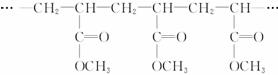 ··· —CH₂—CH—CH₂—CH—CH₂—CH— ···
C=O C=O C=O
OCH₃ OCH₃ OCH₃